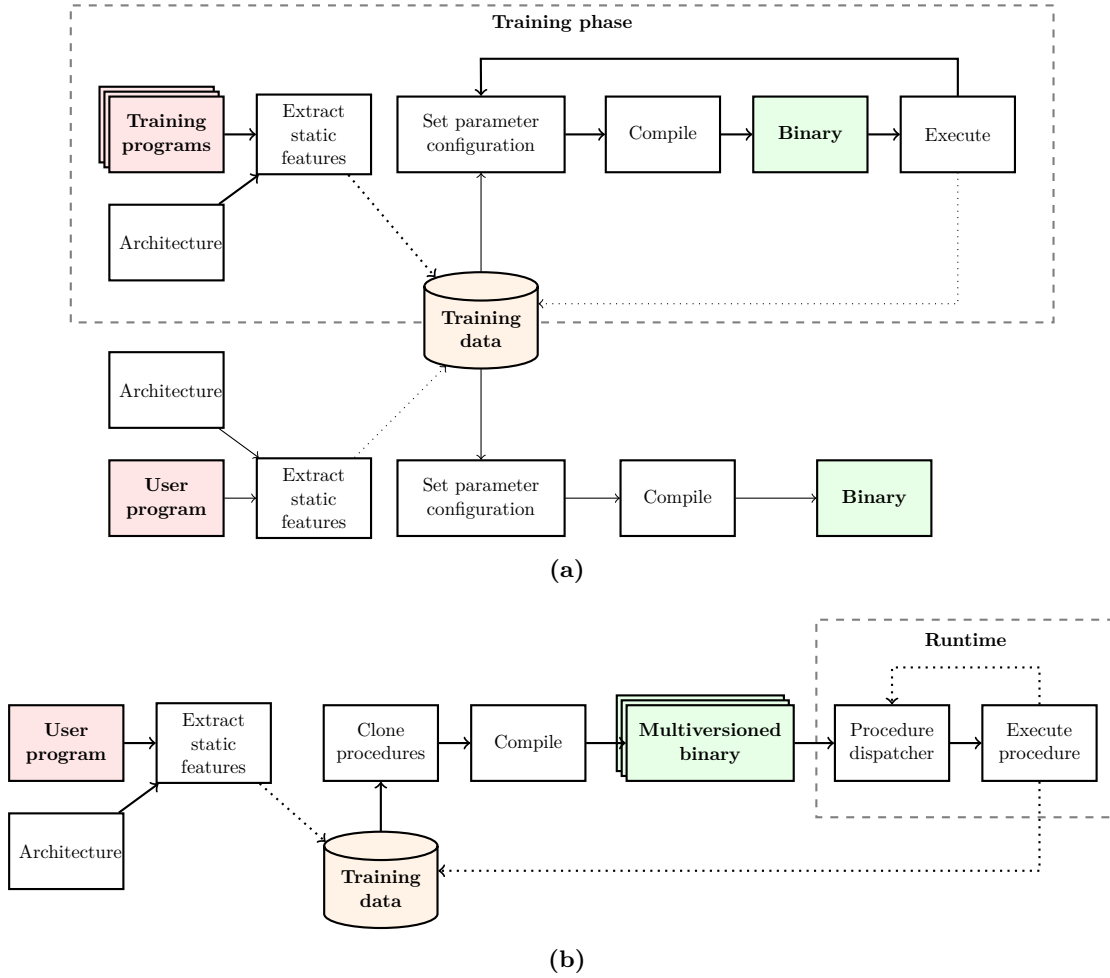 Training phase
Training
programs
Extract
static
features
Set parameter
configuration
Compile
Binary
Execute
Architecture
Training
data
Architecture
User
program
Extract
static
features
Set parameter
configuration
Compile
Binary
(a)
Runtime
User
program
Extract
static
features
Clone
procedures
Compile
Multiversioned
binary
Procedure
dispatcher
Execute
procedure
Architecture
Training
data
(b)